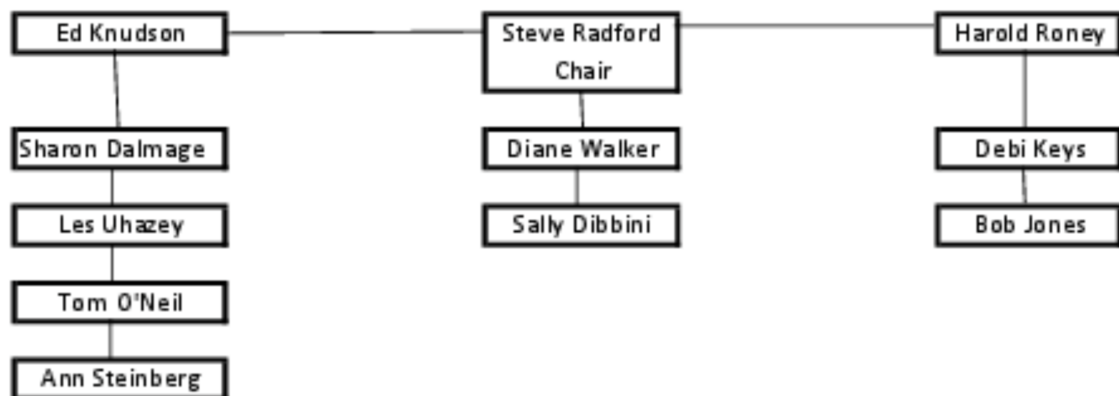 Ed Knudson
Steve Radford
Chair
Harold Roney
Sharon Dalmage
Diane Walker
Debi Keys
Les Uhazey
Sally Dibbini
Bob Jones
Tom O'Neil
Ann Steinberg